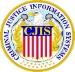 CRIMINAL JUSTICE INFORMATION SYSTEMS
CJIS